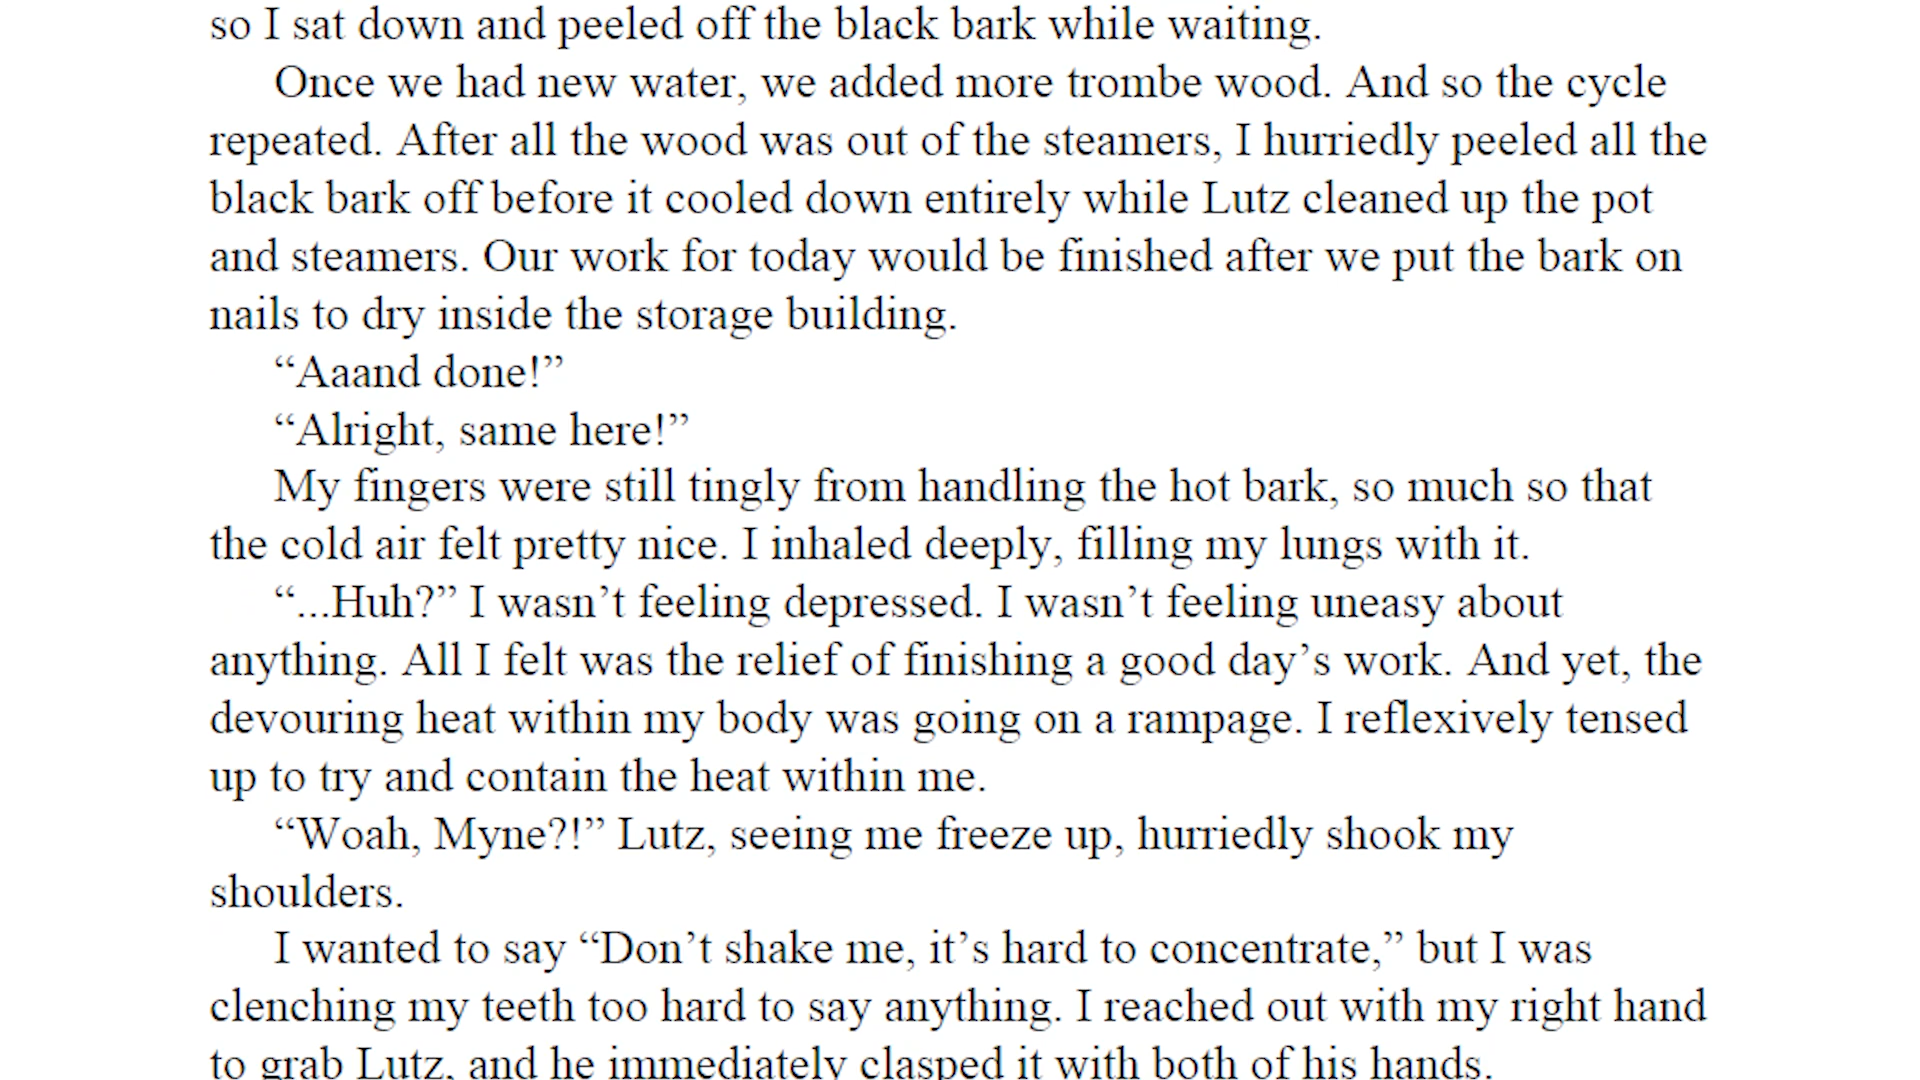 so I sat down and peeled off the black bark while waiting.
Once we had new water, we added more trombe wood. And so the cycle
repeated. After all the wood was out of the steamers, I hurriedly peeled all the
black bark off before it cooled down entirely while Lutz cleaned up the pot
and steamers. Our work for today would be finished after we put the bark on
nails to dry inside the storage building.
“Aaand done!”
“Alright, same here!”
My fingers were still tingly from handling the hot bark, so much so that
the cold air felt pretty nice. I inhaled deeply, filling my lungs with it.
“...Huh?” I wasn’t feeling depressed. I wasn’t feeling uneasy about
anything. All I felt was the relief of finishing a good day’s work. And yet, the
devouring heat within my body was going on a rampage. I reflexively tensed
up to try and contain the heat within me.
“Woah, Myne?!” Lutz, seeing me freeze up, hurriedly shook my
shoulders.
I wanted to say “Don’t shake me, it’s hard to concentrate,” but I was
clenching my teeth too hard to say anything. I reached out with my right hand
to grab Lutz, and he immediately clasped it with both of his hands.